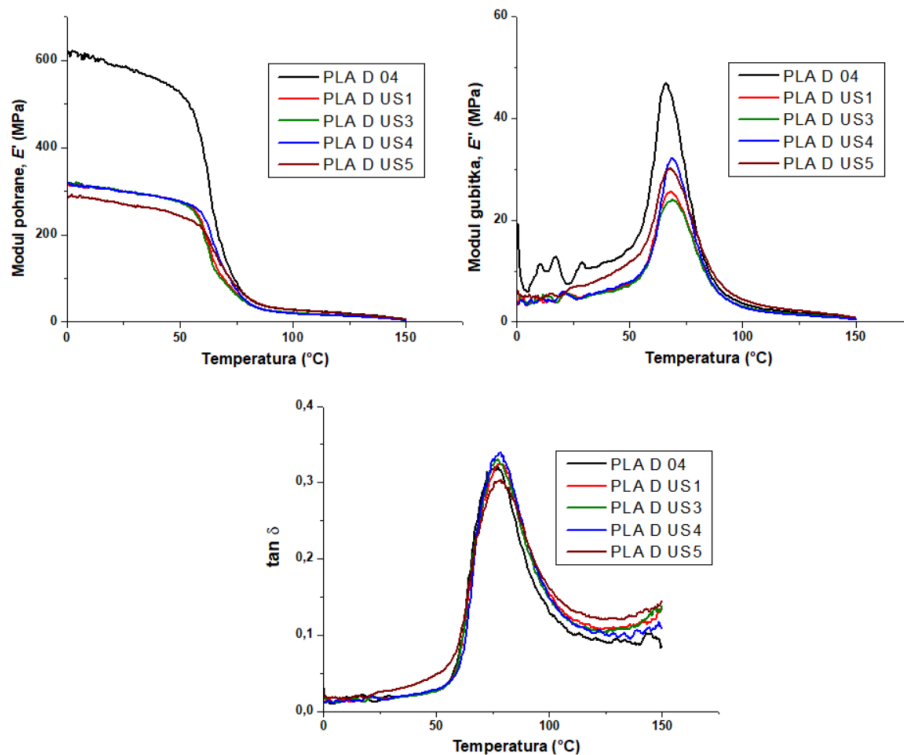 600
400
200
0
0
50
100
150
Modul pohrane, E' (MPa)
Temperatura (°C)
PLA D 04
PLA D US1
PLA D US3
PLA D US4
PLA D US5
60
40
20
0
0
50
100
150
Modul gubitka, E' (MPa)
Temperatura (°C)
PLA D 04
PLA D US1
PLA D US3
PLA D US4
PLA D US5
0,4
0,3
0,2
0,1
0,0
0
50
100
150
tan δ
Temperatura (°C)
PLA D 04
PLA D US1
PLA D US3
PLA D US4
PLA D US5